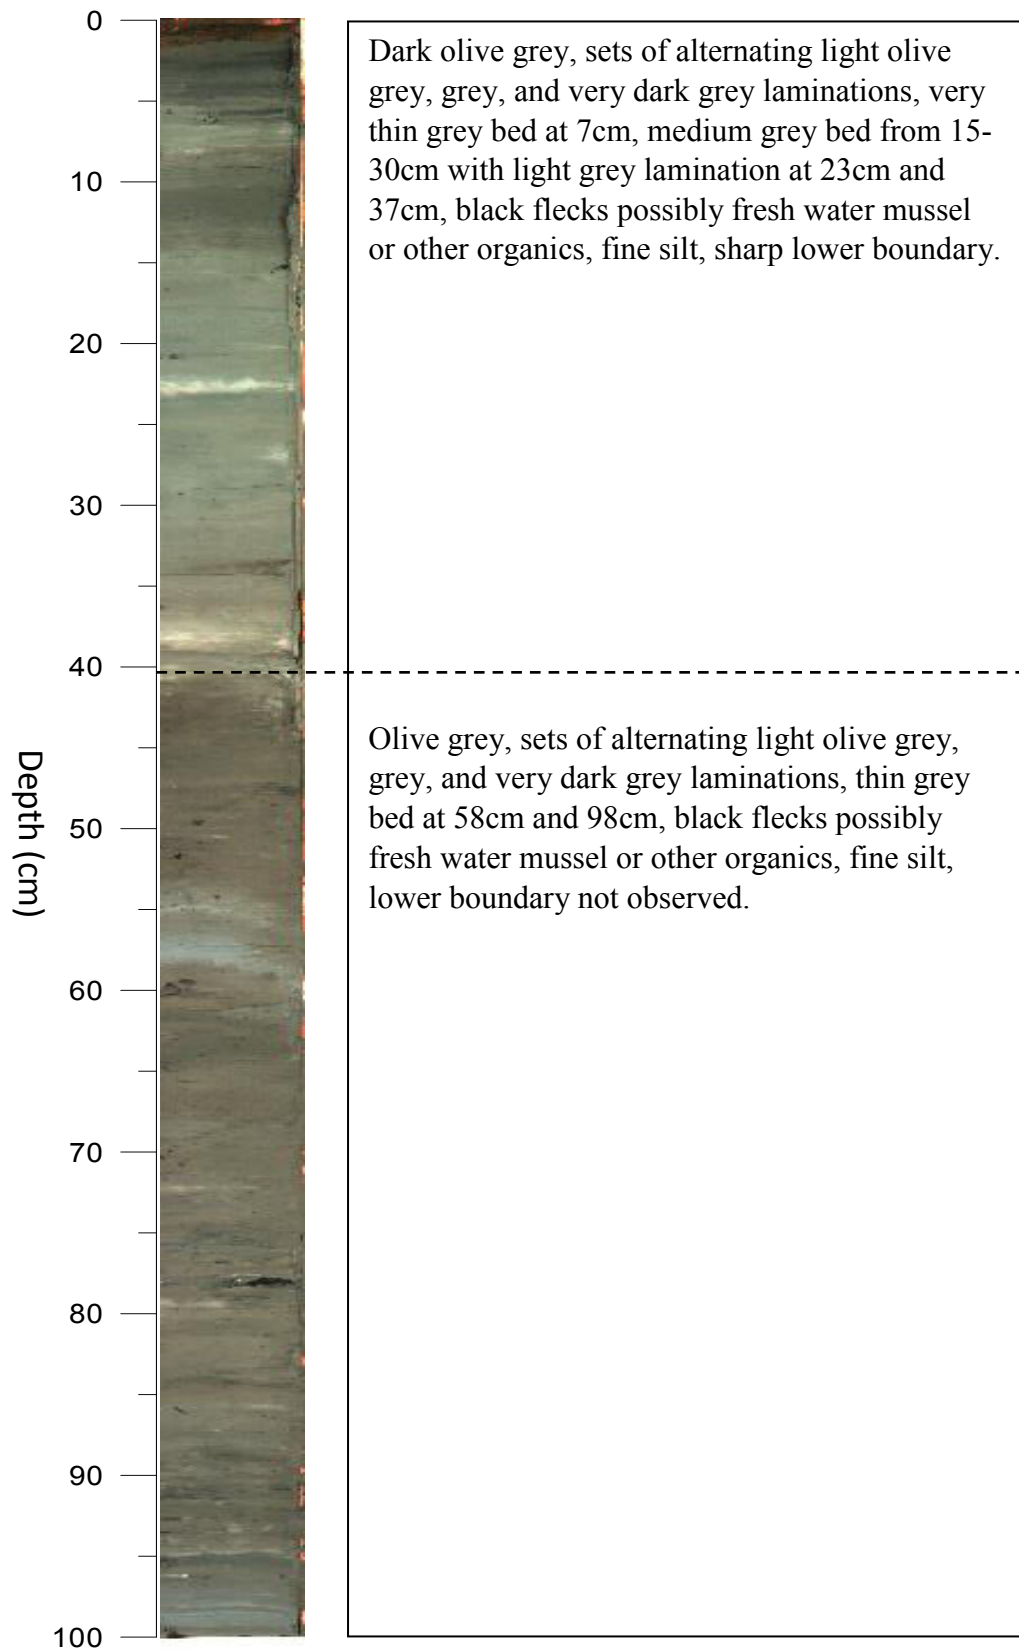 0
10
20
30
40
50
60
70
80
90
100
Depth (cm)
Dark olive grey, sets of alternating light olive
grey, grey, and very dark grey laminations, very
thin grey bed at 7cm, medium grey bed from 15-
30cm with light grey lamination at 23cm and
37cm, black flecks possibly fresh water mussel
or other organics, fine silt, sharp lower boundary.
Olive grey, sets of alternating light olive grey,
grey, and very dark grey laminations, thin grey
bed at 58cm and 98cm, black flecks possibly
fresh water mussel or other organics, fine silt,
lower boundary not observed.